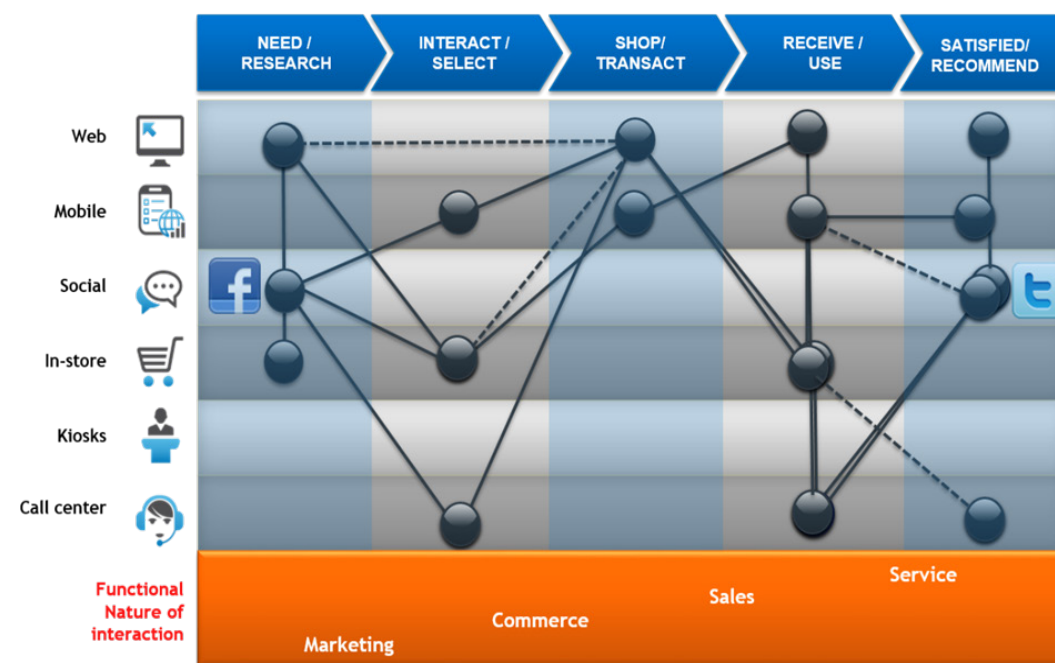 NEED /
RESEARCH
INTERACT /
SELECT
SHOP/
TRANSACT
RECEIVE /
USE
SATISFIED/
RECOMMEND
Web
Mobile
Social
f
t
In-store
Kiosks
Call center
Functional
Nature of
interaction
Service
Sales
Commerce
Marketing